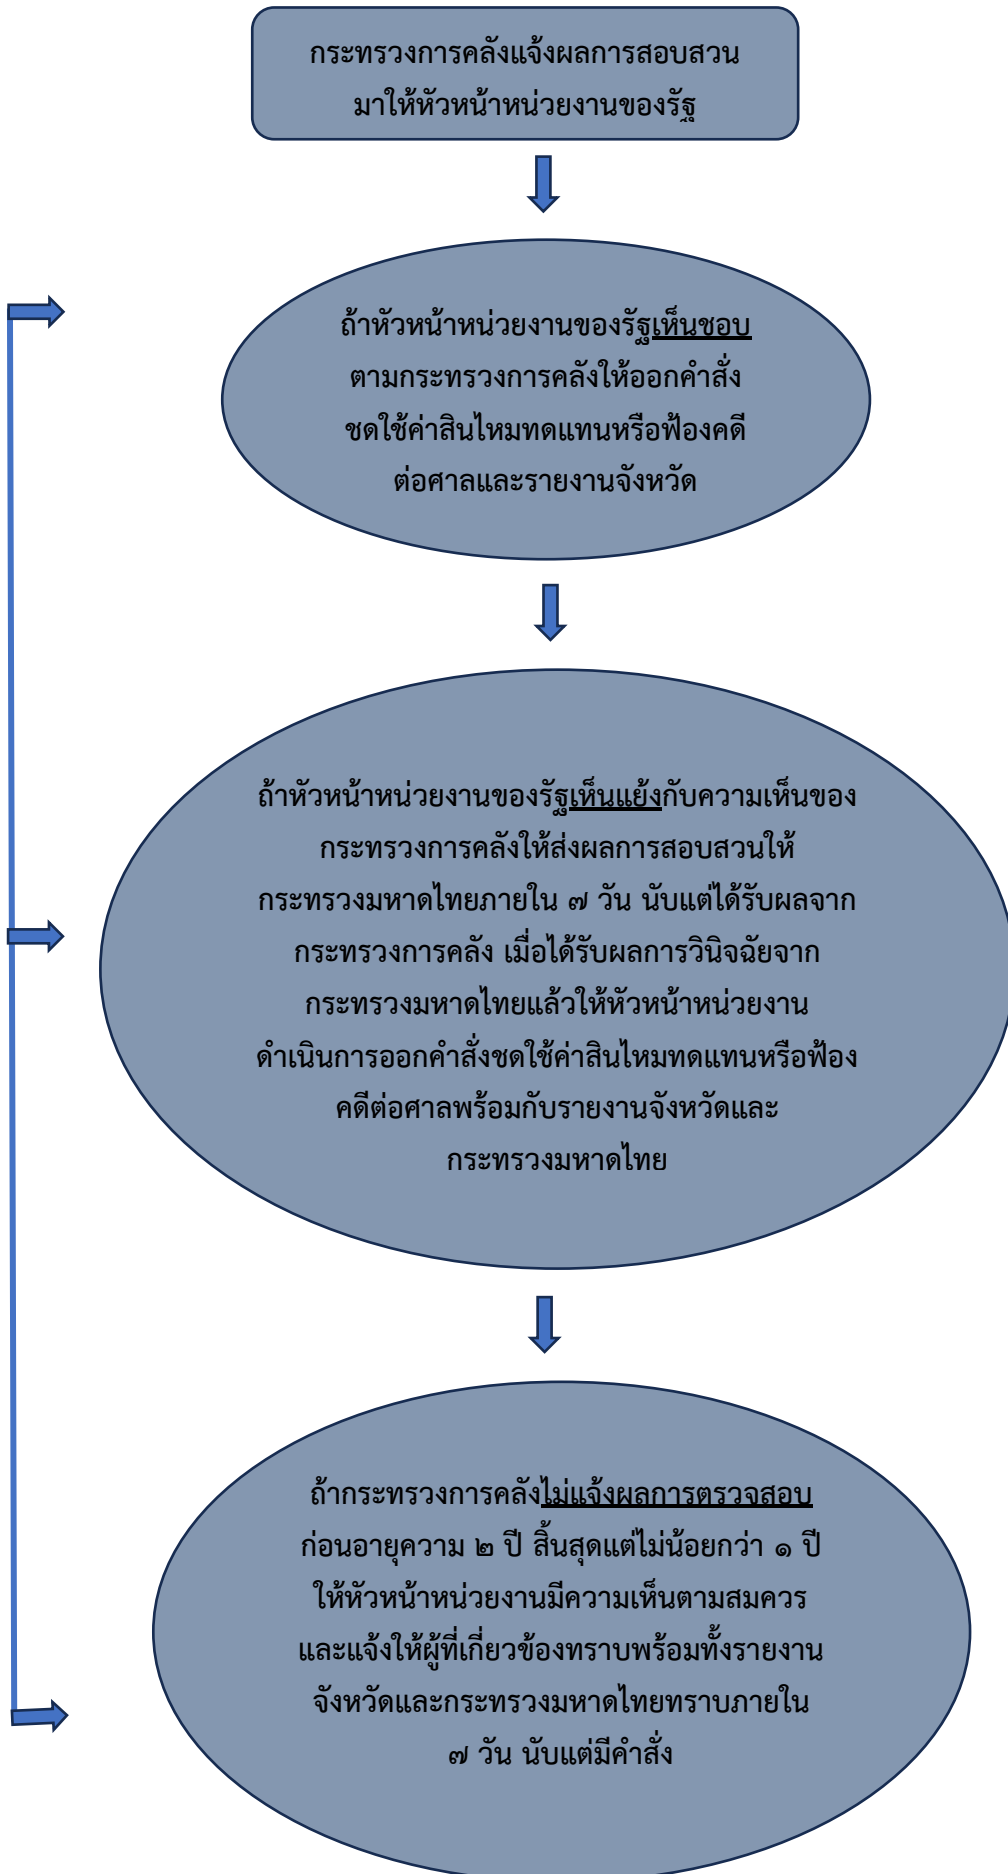 กระทรวงการคลังแจ้งผลการสอบสวน
มาให้หัวหน้าหน่วยงานของรัฐ
ถ้าหัวหน้าหน่วยงานของรัฐเห็นชอบ
ตามกระทรวงการคลังให้ออกคำสั่ง
ชดใช้ค่าสินไหมทดแทนหรือฟ้องคดี
ต่อศาลและรายงานจังหวัด
ถ้าหัวหน้าหน่วยงานของรัฐเห็นแย้งกับความเห็นของ
กระทรวงการคลังให้ส่งผลการสอบสวนให้
กระทรวงมหาดไทยภายใน ๗ วัน นับแต่ได้รับผลจาก
กระทรวงการคลัง เมื่อได้รับผลการวินิจฉัยจาก
กระทรวงมหาดไทยแล้วให้หัวหน้าหน่วยงาน
ดำเนินการออกคำสั่งชดใช้ค่าสินไหมทดแทนหรือฟ้อง
คดีต่อศาลพร้อมกับรายงานจังหวัดและ
กระทรวงมหาดไทย
ถ้ากระทรวงการคลังไม่แจ้งผลการตรวจสอบ
ก่อนอายุความ ๒ ปี สิ้นสุดแต่ไม่น้อยกว่า ๑ ปี
ให้หัวหน้าหน่วยงานมีความเห็นตามสมควร
และแจ้งให้ผู้ที่เกี่ยวข้องทราบพร้อมทั้งรายงาน
จังหวัดและกระทรวงมหาดไทยทราบภายใน
๗ วัน นับแต่มีคำสั่ง